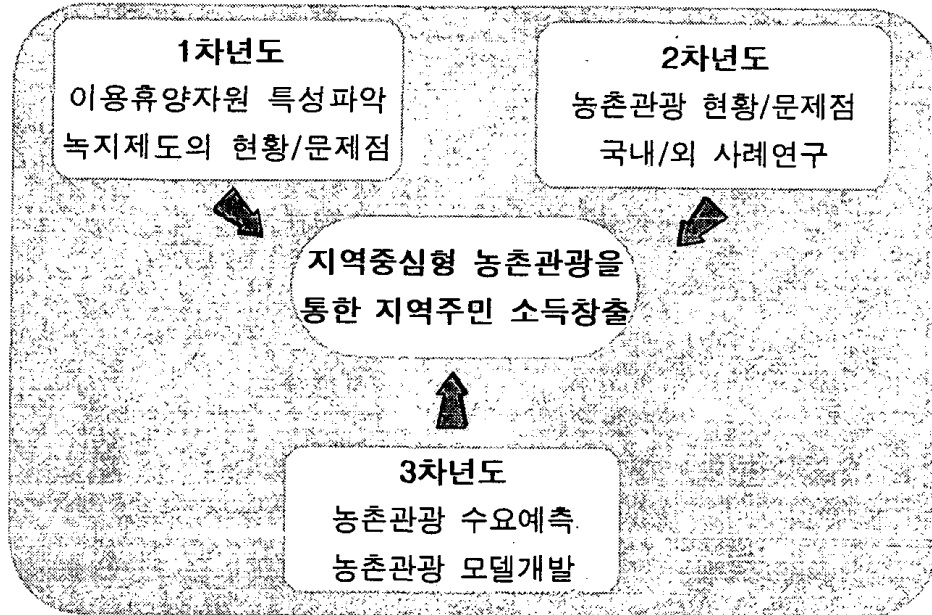 1차년도
이용휴양자원 특성파악
녹지제도의 현황/문제점
2차년도
농촌관광 현황/문제점
국내/외 사례연구
지역중심형 농촌관광을
통한 지역주민 소득창출
3차년도
농촌관광 수요예측
농촌관광 모델개발